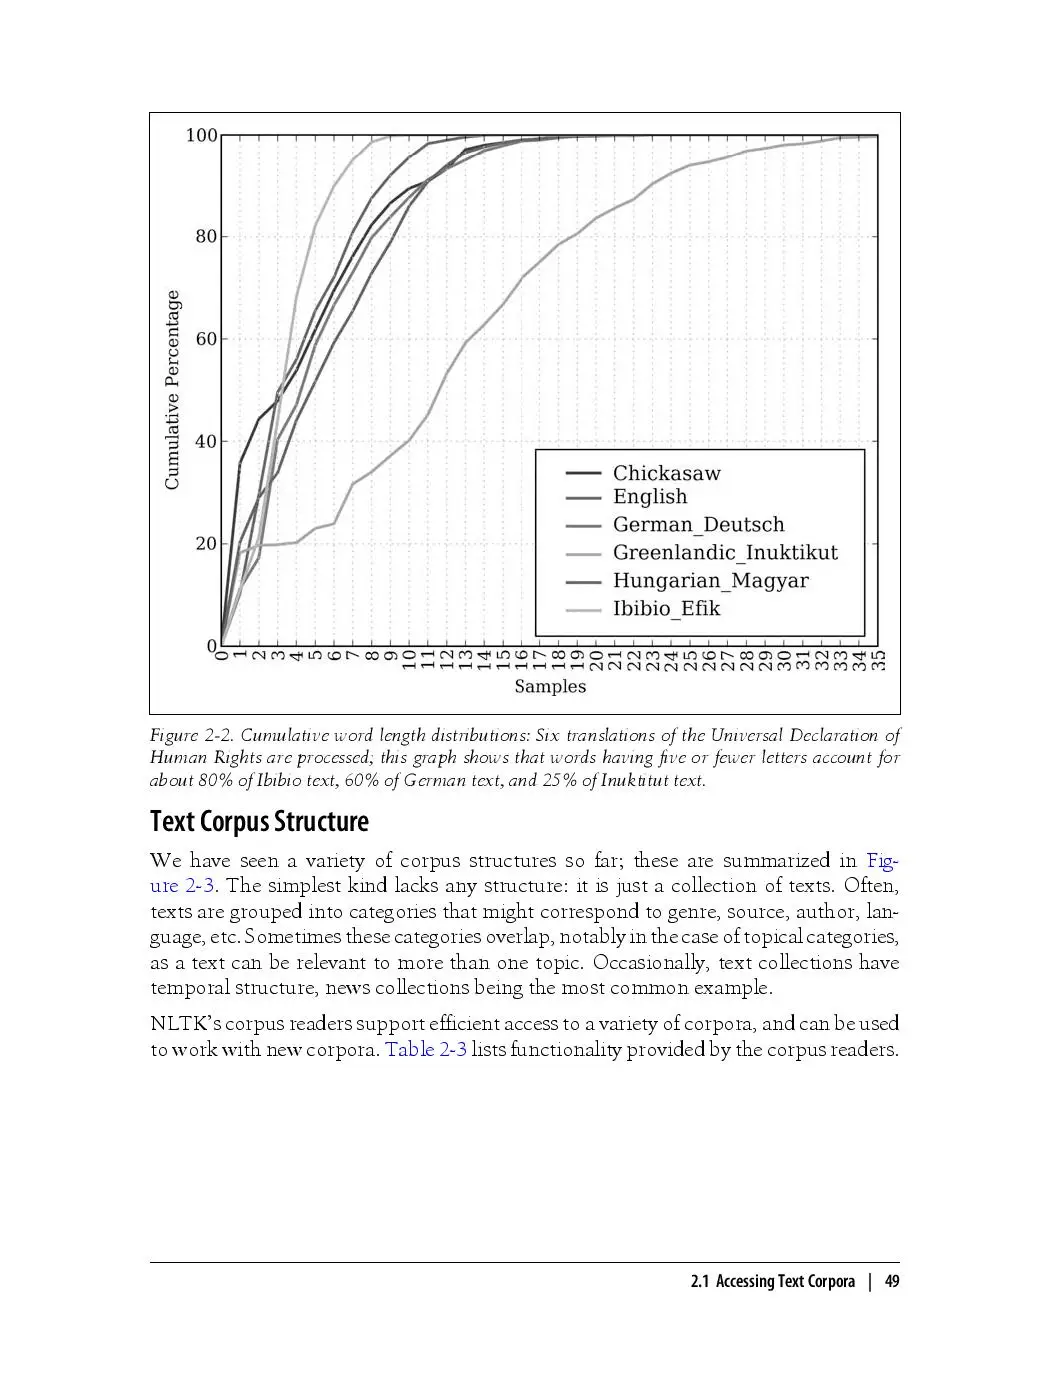 100
80
60
40
20
0
Cumulative Percentage
Chickasaw
English
German_Deutsch
Greenlandic_Inuktikut
Hungarian_Magyar
Ibibio_Efik
0 1 2 3 4 5 6 7 8 9 10 11 12 13 14 15 16 17 18 19 20 21 22 23 24 25 26 27 28 29 30 31 32 33 34 35
Samples
Figure 2-2. Cumulative word length distributions: Six translations of the Universal Declaration of
Human Rights are processed; this graph shows that words having five or fewer letters account for
about 80% of Ibibio text, 60% of German text, and 25% of Inuktitut text.
Text Corpus Structure
We have seen a variety of corpus structures so far; these are summarized in Fig-
ure 2-3. The simplest kind lacks any structure: it is just a collection of texts. Often,
texts are grouped into categories that might correspond to genre, source, author, lan-
guage, etc. Sometimes these categories overlap, notably in the case of topical categories,
as a text can be relevant to more than one topic. Occasionally, text collections have
temporal structure, news collections being the most common example.
NLTK's corpus readers support efficient access to a variety of corpora, and can be used
to work with new corpora. Table 2-3 lists functionality provided by the corpus readers.
2.1 Accessing Text Corpora | 49